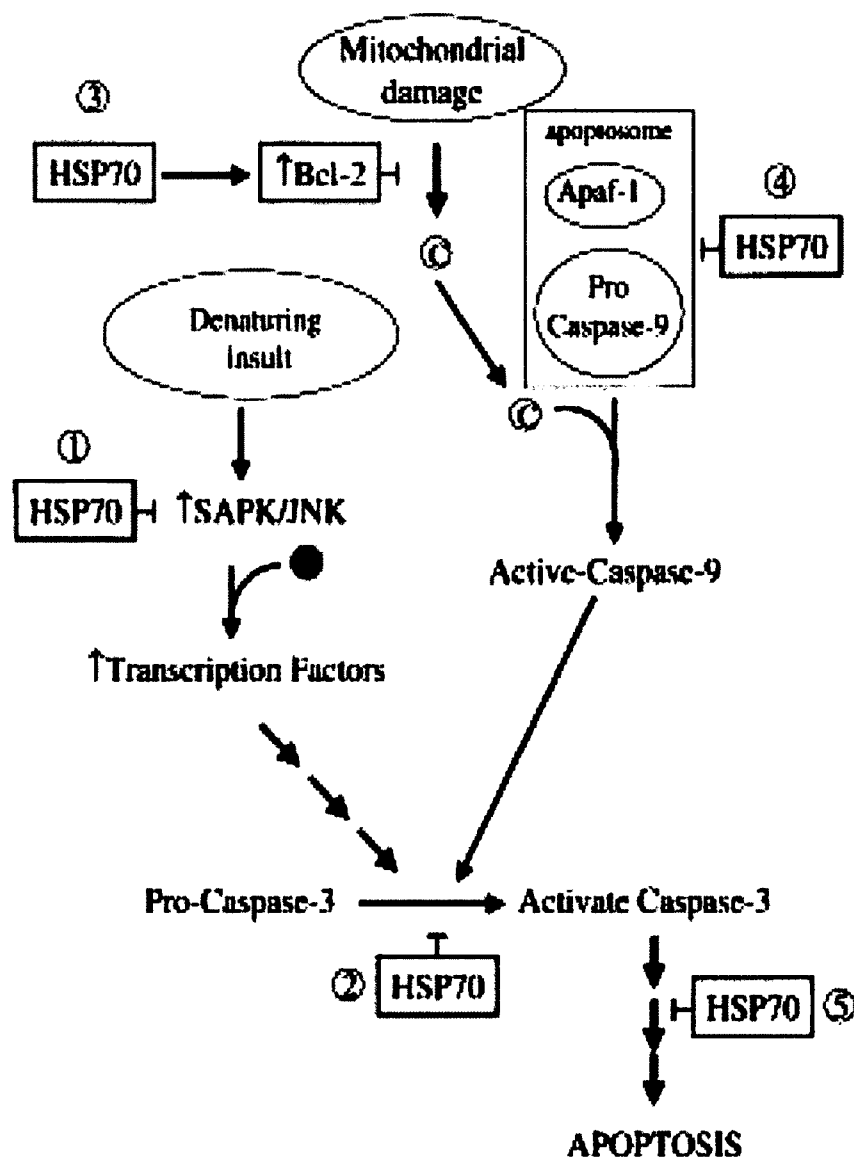 Mitochondrial
damage
③
HSP70
↑Bcl-2
apoptosome
Apaf-1
④
HSP70
Ⓒ
Pro
Caspase-9
Denaturing
insult
Ⓒ
①
HSP70
↑SAPK/JNK
Active-Caspase-9
↑Transcription Factors
Pro-Caspase-3
Activate Caspase-3
②
HSP70
HSP70
⑤
APOPTOSIS